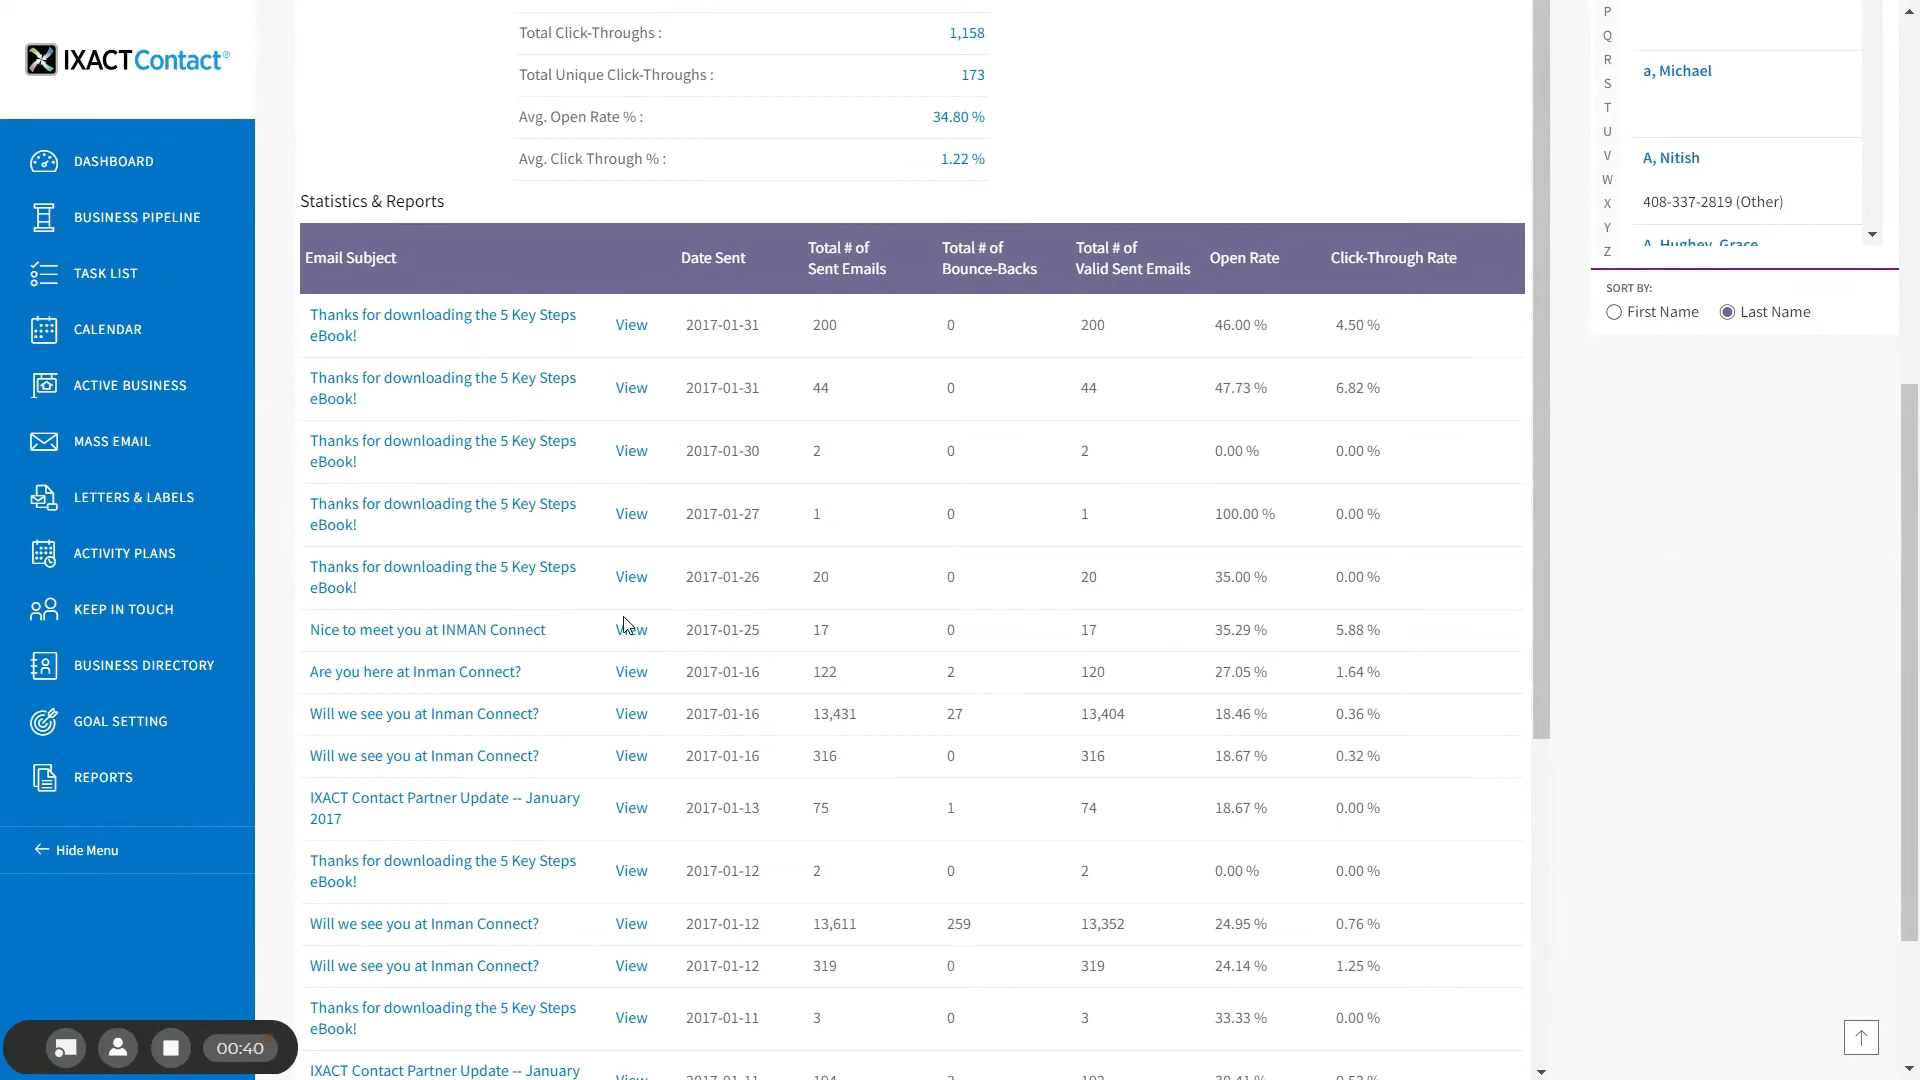 IXACTContact®
DASHBOARD
BUSINESS PIPELINE
TASK LIST
CALENDAR
ACTIVE BUSINESS
MASS EMAIL
LETTERS & LABELS
ACTIVITY PLANS
KEEP IN TOUCH
BUSINESS DIRECTORY
GOAL SETTING
REPORTS
Hide Menu
00:40
Total Click-Throughs : 1,158
Total Unique Click-Throughs : 173
Avg. Open Rate % : 34.80 %
Avg. Click Through % : 1.22 %
Statistics & Reports
Email Subject Date Sent Total # of Sent Emails Total # of Bounce-Backs Total # of Valid Sent Emails Open Rate Click-Through Rate
Thanks for downloading the 5 Key Steps
eBook! View 2017-01-31 200 0 200 46.00 % 4.50 %
Thanks for downloading the 5 Key Steps
eBook! View 2017-01-31 44 0 44 47.73 % 6.82 %
Thanks for downloading the 5 Key Steps
eBook! View 2017-01-30 2 0 2 0.00 % 0.00 %
Thanks for downloading the 5 Key Steps
eBook! View 2017-01-27 1 0 1 100.00 % 0.00 %
Thanks for downloading the 5 Key Steps
eBook! View 2017-01-26 20 0 20 35.00 % 0.00 %
Nice to meet you at INMAN Connect View 2017-01-25 17 0 17 35.29 % 5.88 %
Are you here at Inman Connect? View 2017-01-16 122 2 120 27.05 % 1.64 %
Will we see you at Inman Connect? View 2017-01-16 13,431 27 13,404 18.46 % 0.36 %
Will we see you at Inman Connect? View 2017-01-16 316 0 316 18.67 % 0.32 %
IXACT Contact Partner Update -- January
2017 View 2017-01-13 75 1 74 18.67 % 0.00 %
Thanks for downloading the 5 Key Steps
eBook! View 2017-01-12 2 0 2 0.00 % 0.00 %
Will we see you at Inman Connect? View 2017-01-12 13,611 259 13,352 24.95 % 0.76 %
Will we see you at Inman Connect? View 2017-01-12 319 0 319 24.14 % 1.25 %
Thanks for downloading the 5 Key Steps
eBook! View 2017-01-11 3 0 3 33.33 % 0.00 %
IXACT Contact Partner Update -- January
P
Q
R
S
T
U
V
W
X
Y
Z
a, Michael
A, Nitish
408-337-2819 (Other)
A, Hughey, Grace
SORT BY:
First Name Last Name